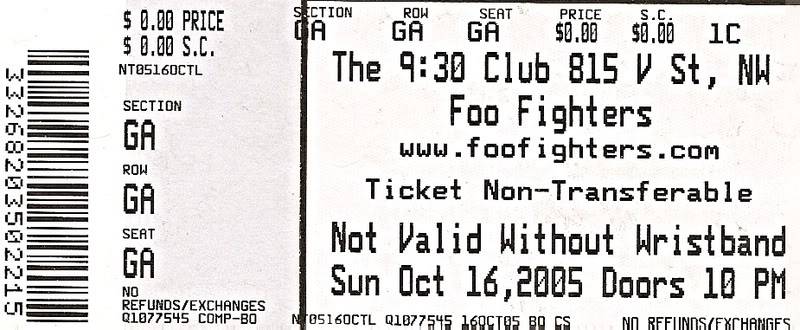 33268203502215
$ 0.00 PRICE
$ 0.00 S.C.
NT0516OCTL
SECTION
GA
ROW
GA
SEAT
GA
NO
REFUNDS/EXCHANGES
Q1077545 COMP-BO
SECTION ROW SEAT PRICE S.C.
GA GA GA $0.00 $0.00 1C
The 9:30 Club 815 V St, NW
Foo Fighters
www.foofighters.com
Ticket Non-Transferable
Not Valid Without Wristband
Sun Oct 16,2005 Doors 10 PM
NT0516OCTL Q1077545 16OCT05 BO CS NO REFUNDS/EXCHANGES